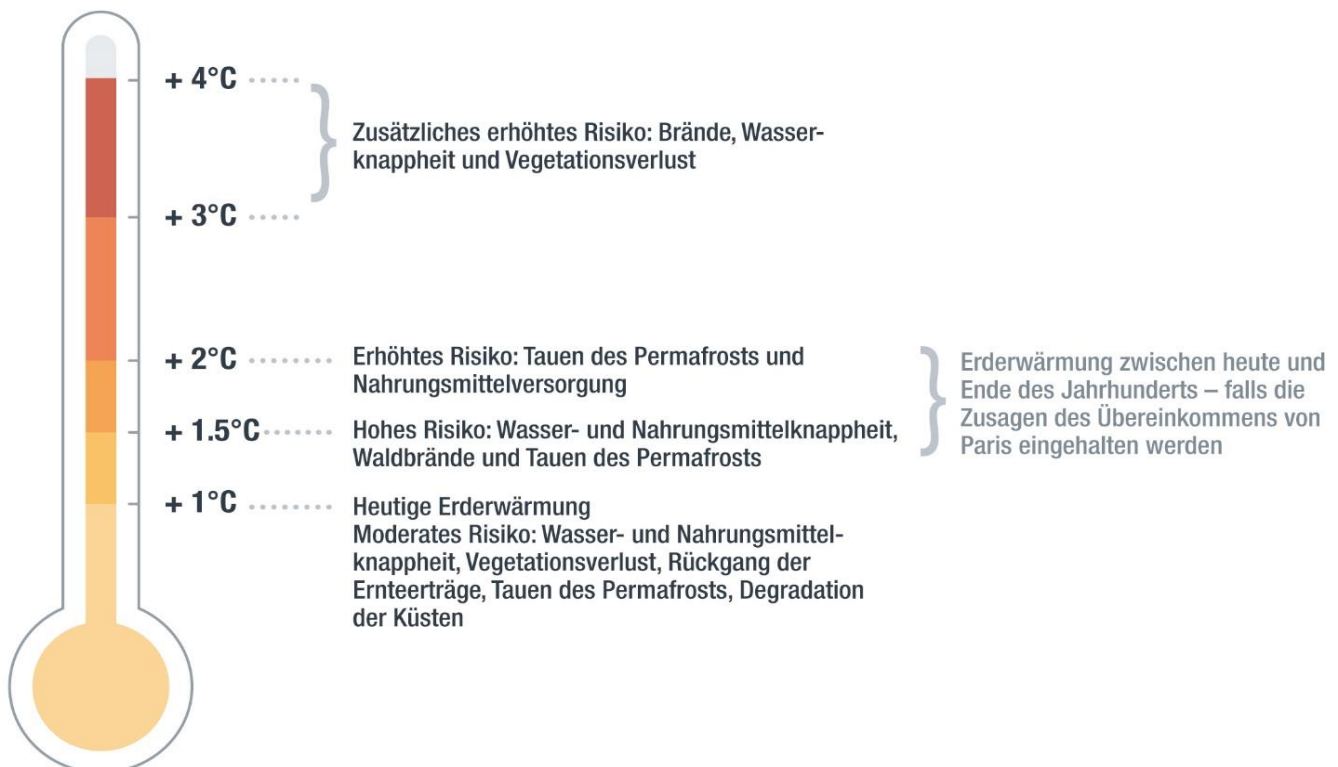 + 4°C
Zusätzliches erhöhtes Risiko: Brände, Wasser-
knappheit und Vegetationsverlust
+ 3°C
+ 2°C
Erhöhtes Risiko: Tauen des Permafrosts und
Nahrungsmittelversorgung
+ 1.5°C
Hohes Risiko: Wasser- und Nahrungsmittelknappheit,
Waldbrände und Tauen des Permafrosts
Erderwärmung zwischen heute und
Ende des Jahrhunderts – falls die
Zusagen des Übereinkommens von
Paris eingehalten werden
+ 1°C
Heutige Erderwärmung
Moderates Risiko: Wasser- und Nahrungsmittel-
knappheit, Vegetationsverlust, Rückgang der
Ernteerträge, Tauen des Permafrosts, Degradation
der Küsten